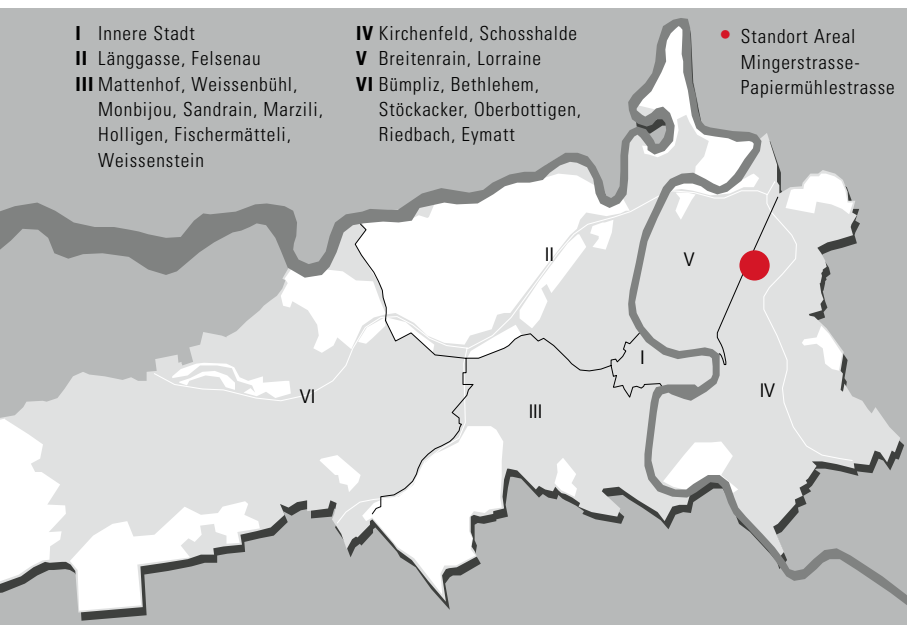 I Innere Stadt
II Länggasse, Felsenau
III Mattenhof, Weissenbühl,
Monbijou, Sandrain, Marzili,
Holligen, Fischermätteli,
Weissenstein
IV Kirchenfeld, Schosshalde
V Breitenrain, Lorraine
VI Bümpliz, Bethlehem,
Stöckacker, Oberbottigen,
Riedbach, Eymatt
Standort Areal
Mingerstrasse-
Papiermühlestrasse
II
V
I
VI
III
IV